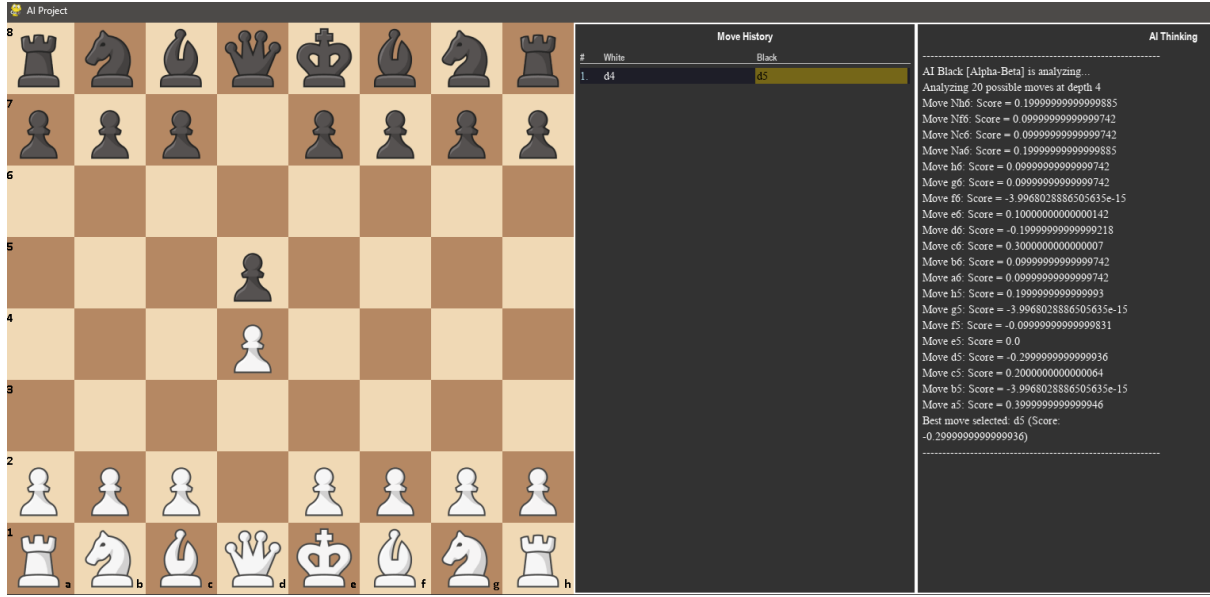 AI Project
8
7
6
5
4
3
2
1
a b c d e f g h
Move History
# White Black
1. d4 d5
AI Thinking
------------------------------------------------------------
AI Black [Alpha-Beta] is analyzing...
Analyzing 20 possible moves at depth 4
Move Nh6: Score = 0.19999999999999885
Move Nf6: Score = 0.09999999999999742
Move Nc6: Score = 0.09999999999999742
Move Na6: Score = 0.19999999999999885
Move h6: Score = 0.09999999999999742
Move g6: Score = 0.09999999999999742
Move f6: Score = -3.9968028886505635e-15
Move e6: Score = 0.10000000000000142
Move d6: Score = -0.19999999999999218
Move c6: Score = 0.3000000000000007
Move b6: Score = 0.09999999999999742
Move a6: Score = 0.09999999999999742
Move h5: Score = 0.1999999999999993
Move g5: Score = -3.9968028886505635e-15
Move f5: Score = -0.09999999999999831
Move e5: Score = 0.0
Move d5: Score = -0.2999999999999936
Move c5: Score = 0.2000000000000064
Move b5: Score = -3.9968028886505635e-15
Move a5: Score = 0.3999999999999946
Best move selected: d5 (Score:
-0.2999999999999936)
------------------------------------------------------------